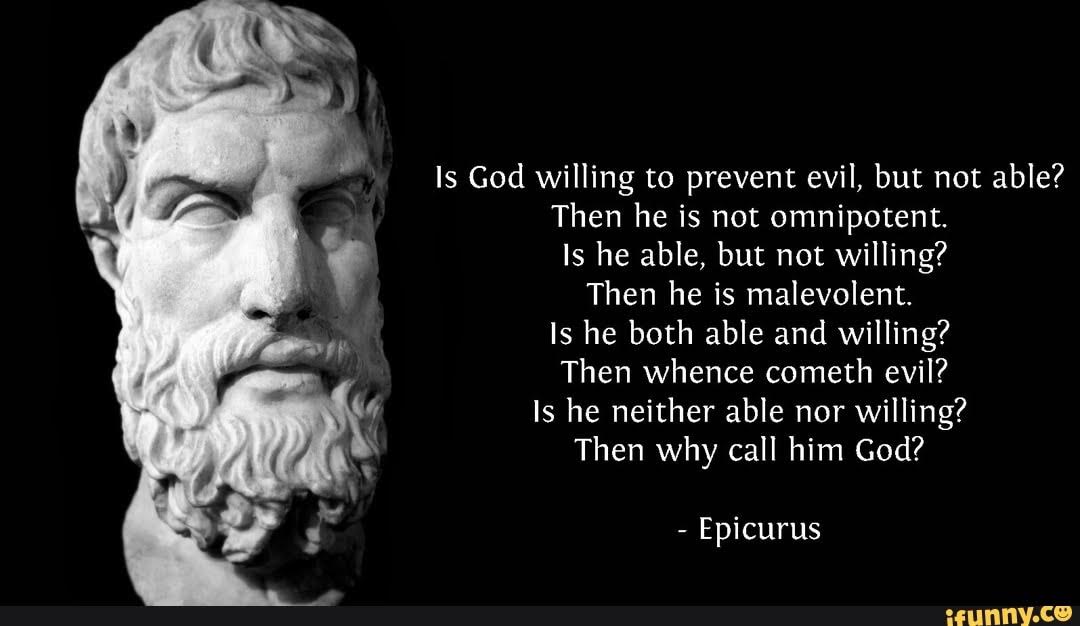 Is God willing to prevent evil, but not able?
Then he is not omnipotent.
Is he able, but not willing?
Then he is malevolent.
Is he both able and willing?
Then whence cometh evil?
Is he neither able nor willing?
Then why call him God?
- Epicurus
ifunny.co